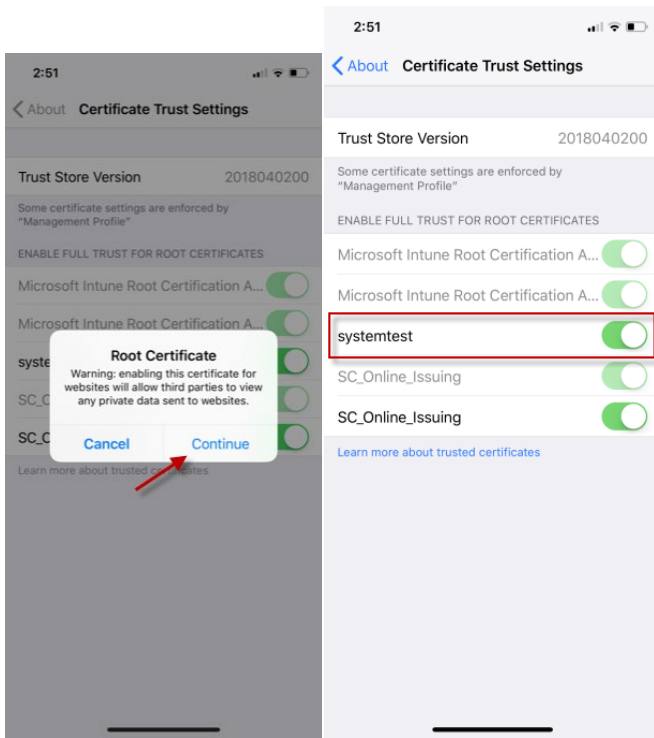 2:51
About Certificate Trust Settings
Trust Store Version 2018040200
Some certificate settings are enforced by
"Management Profile"
ENABLE FULL TRUST FOR ROOT CERTIFICATES
Microsoft Intune Root Certification A...
Microsoft Intune Root Certification A...
syste
SC_O
SC_O
Root Certificate
Warning: enabling this certificate for
websites will allow third parties to view
any private data sent to websites.
Cancel Continue
Learn more about trusted certificates
2:51
About Certificate Trust Settings
Trust Store Version 2018040200
Some certificate settings are enforced by
"Management Profile"
ENABLE FULL TRUST FOR ROOT CERTIFICATES
Microsoft Intune Root Certification A...
Microsoft Intune Root Certification A...
systemtest
SC_Online_Issuing
SC_Online_Issuing
Learn more about trusted certificates